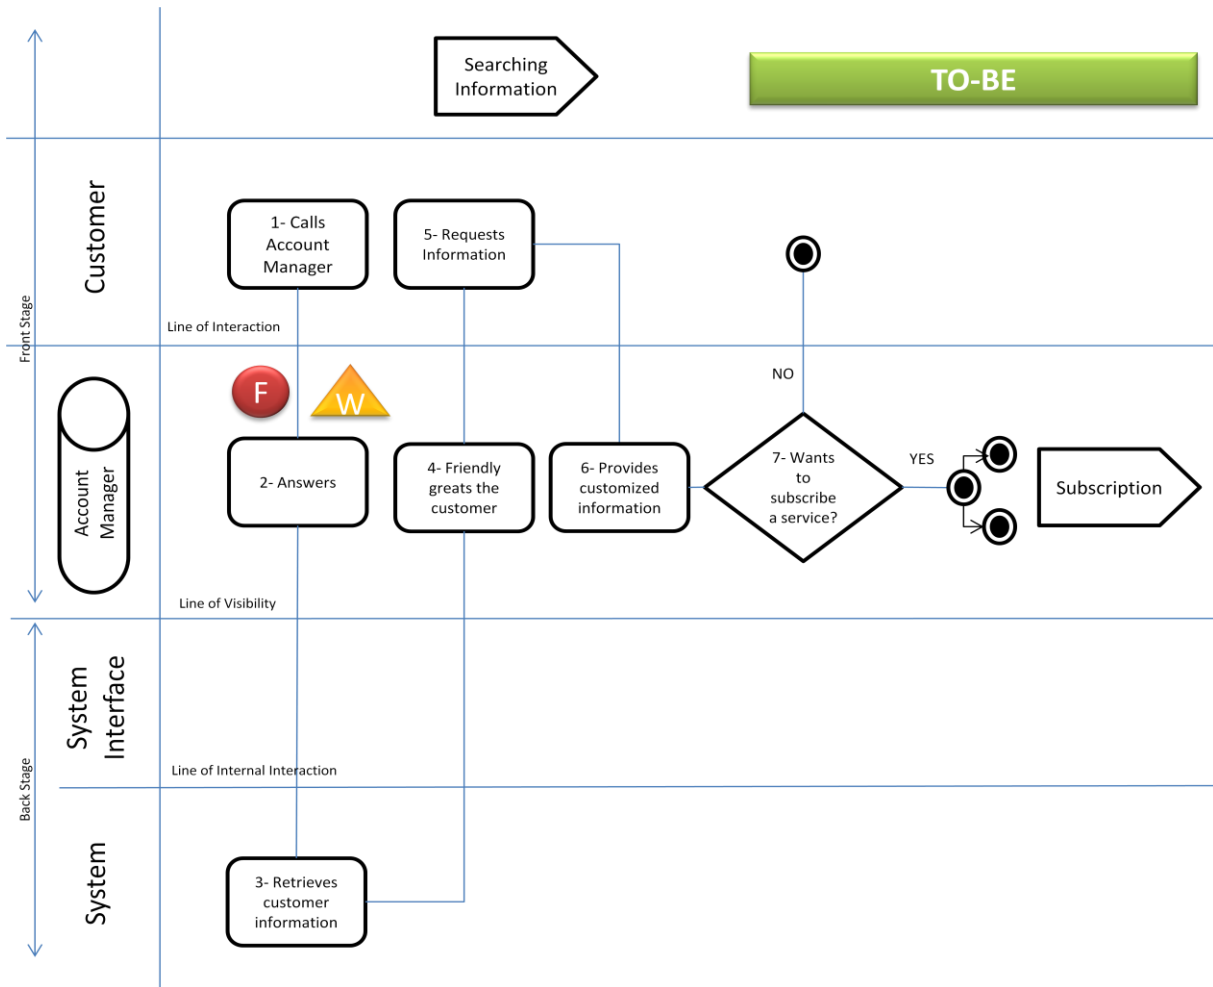 Searching
Information
TO-BE
Customer
1- Calls
Account
Manager
5- Requests
Information
Line of Interaction
Front Stage
F
W
NO
Account
Manager
2- Answers
4- Friendly
greats the
customer
6- Provides
customized
information
7- Wants
to
subscribe
a service?
YES
Subscription
Line of Visibility
System
Interface
Line of Internal Interaction
Back Stage
System
3- Retrieves
customer
information